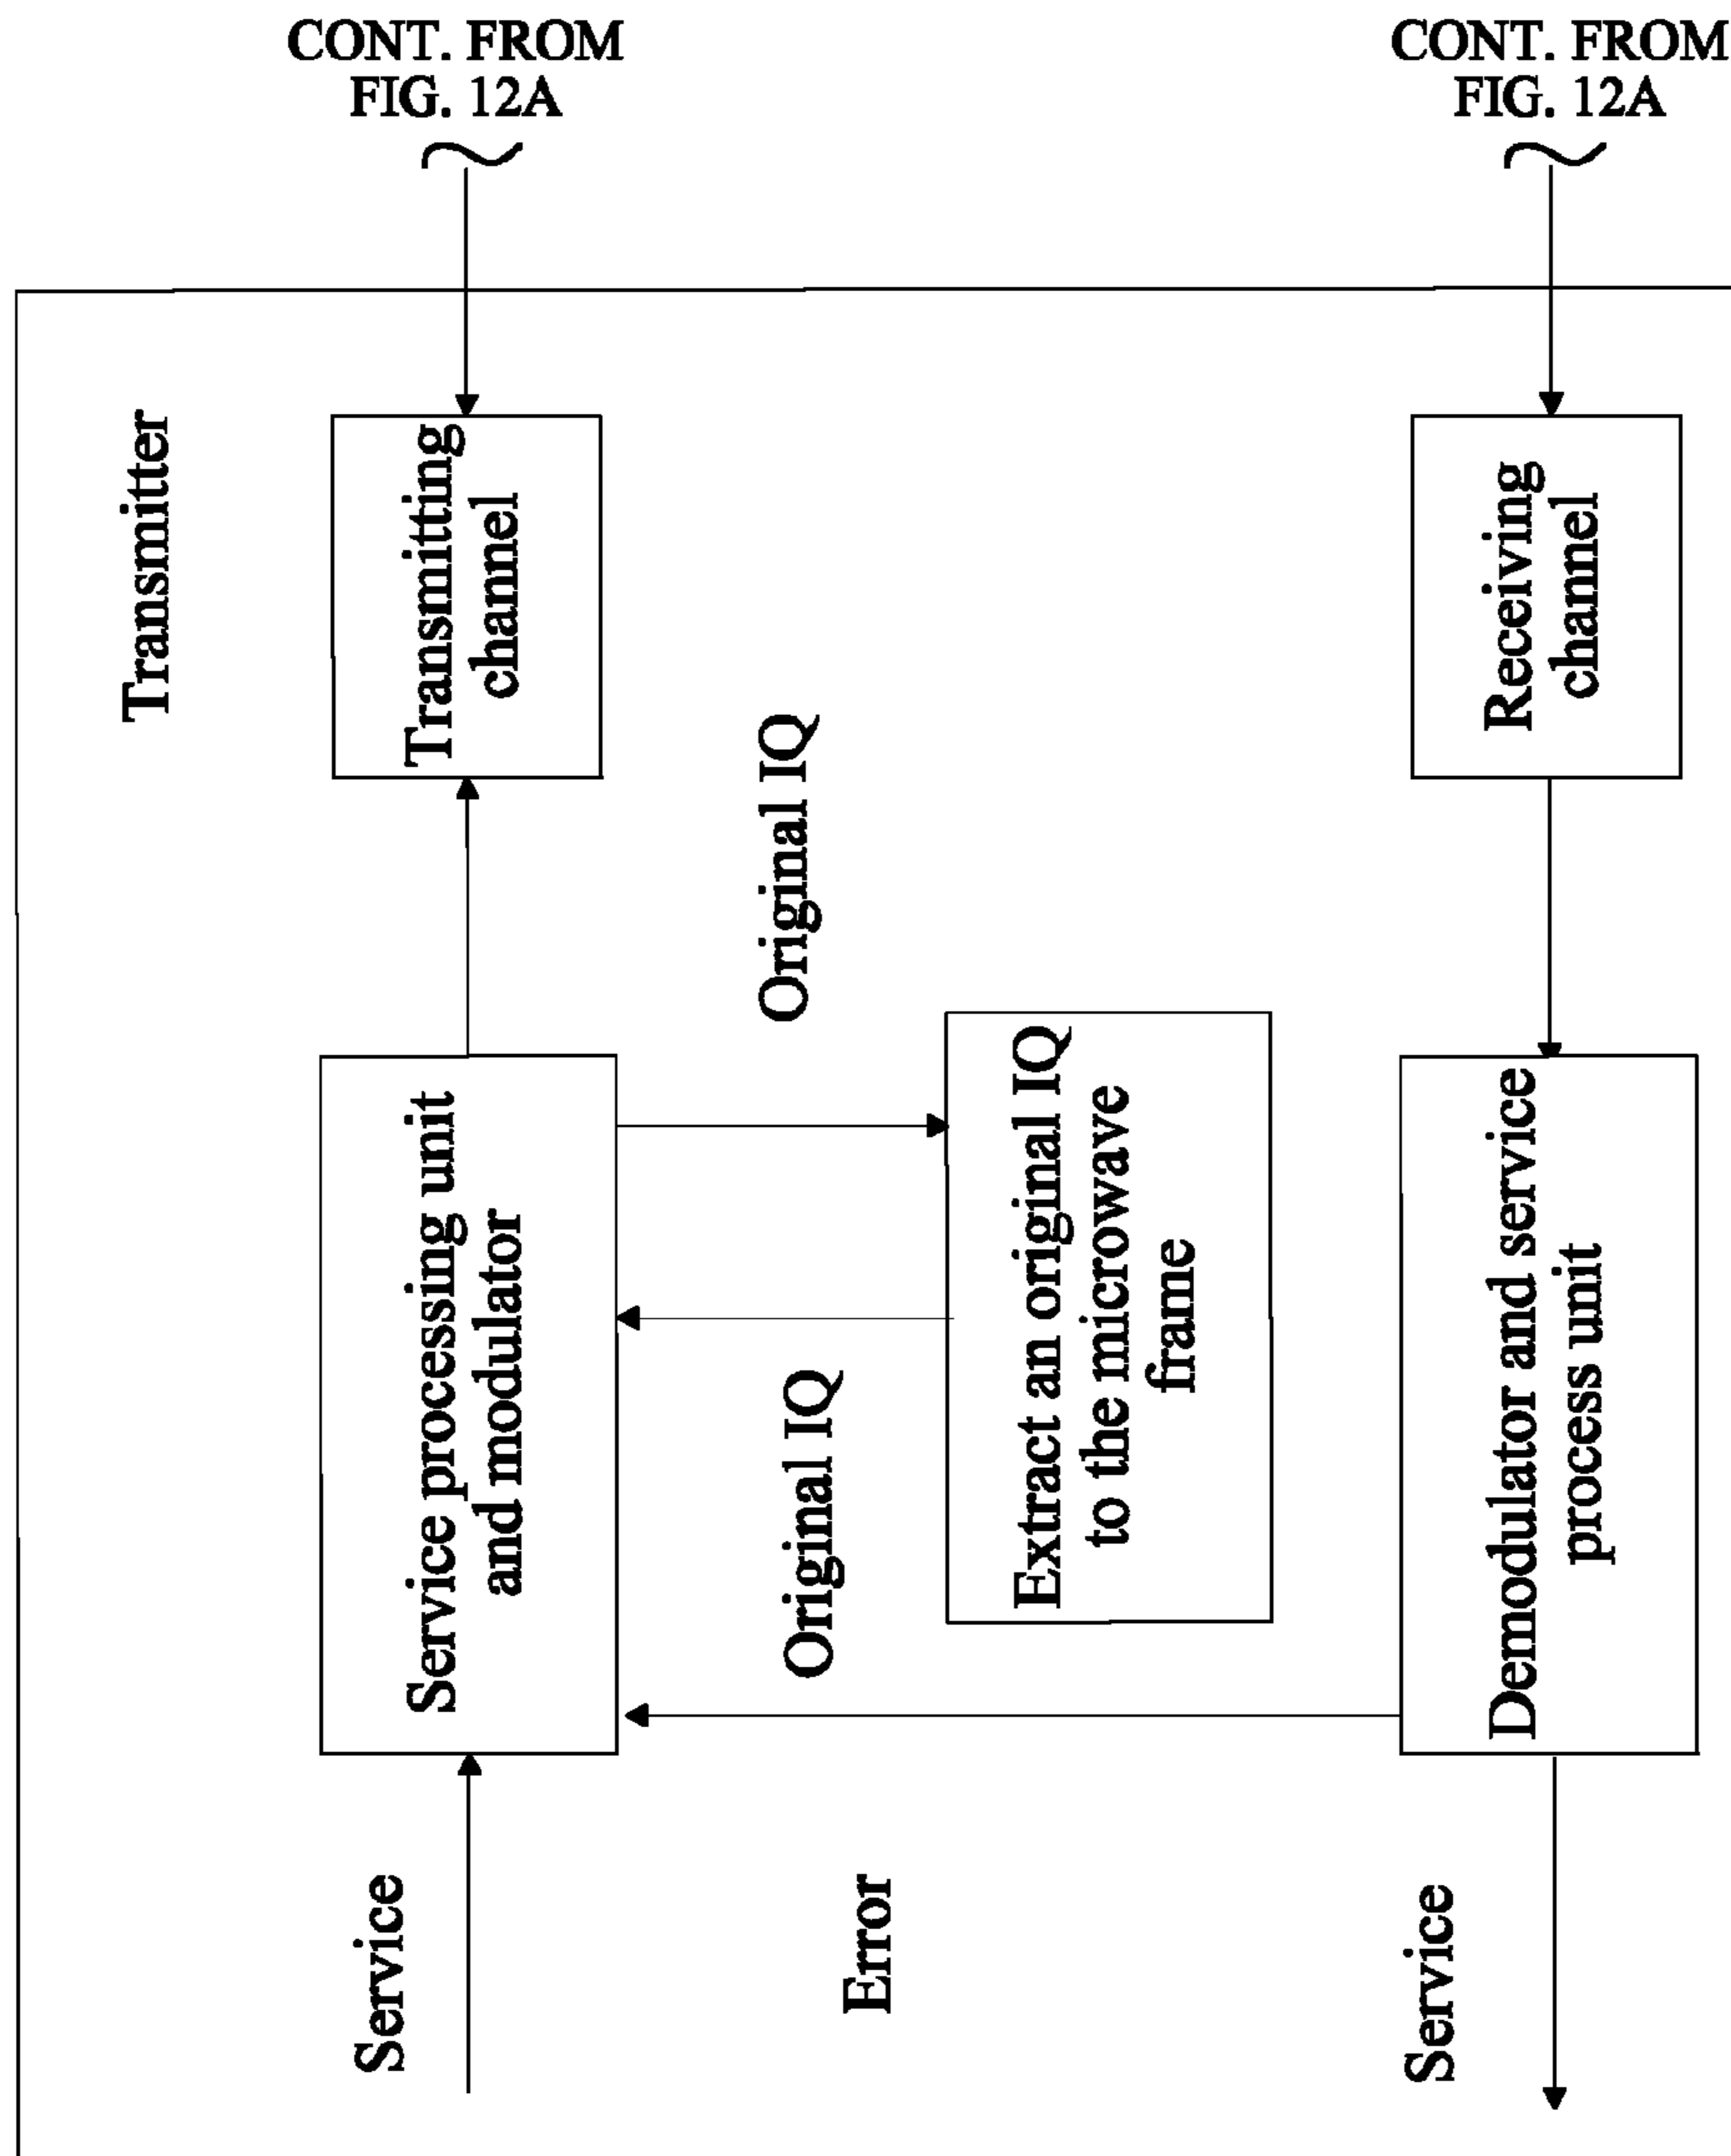 CONT. FROM
FIG. 12A
CONT. FROM
FIG. 12A
Transmitter
Transmitting
channel
Receiving
channel
Original IQ
Service processing unit
and modulator
Extract an original IQ
to the microwave
frame
Demodulator and service
process unit
Original IQ
Service
Error
Service